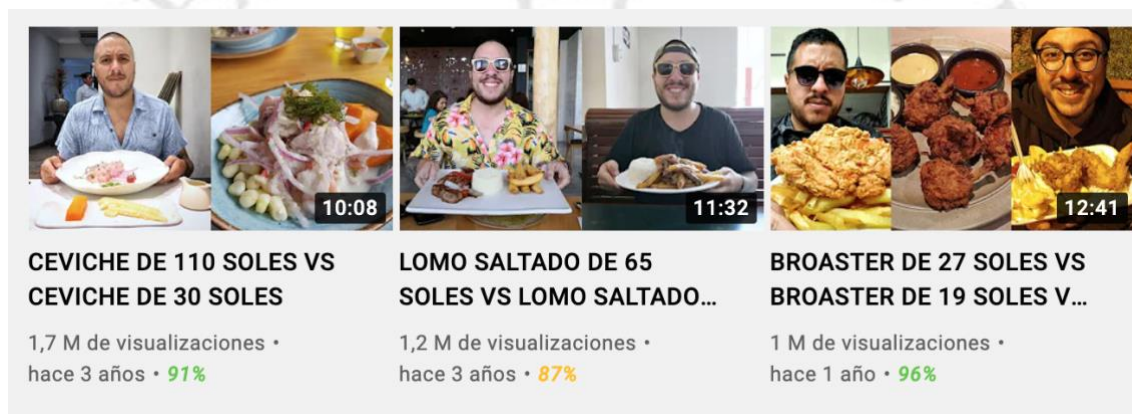 10:08
11:32
12:41
CEVICHE DE 110 SOLES VS
CEVICHE DE 30 SOLES
1,7 M de visualizaciones •
hace 3 años • 91%
LOMO SALTADO DE 65
SOLES VS LOMO SALTADO...
1,2 M de visualizaciones •
hace 3 años • 87%
BROASTER DE 27 SOLES VS
BROASTER DE 19 SOLES V...
1 M de visualizaciones •
hace 1 año • 96%